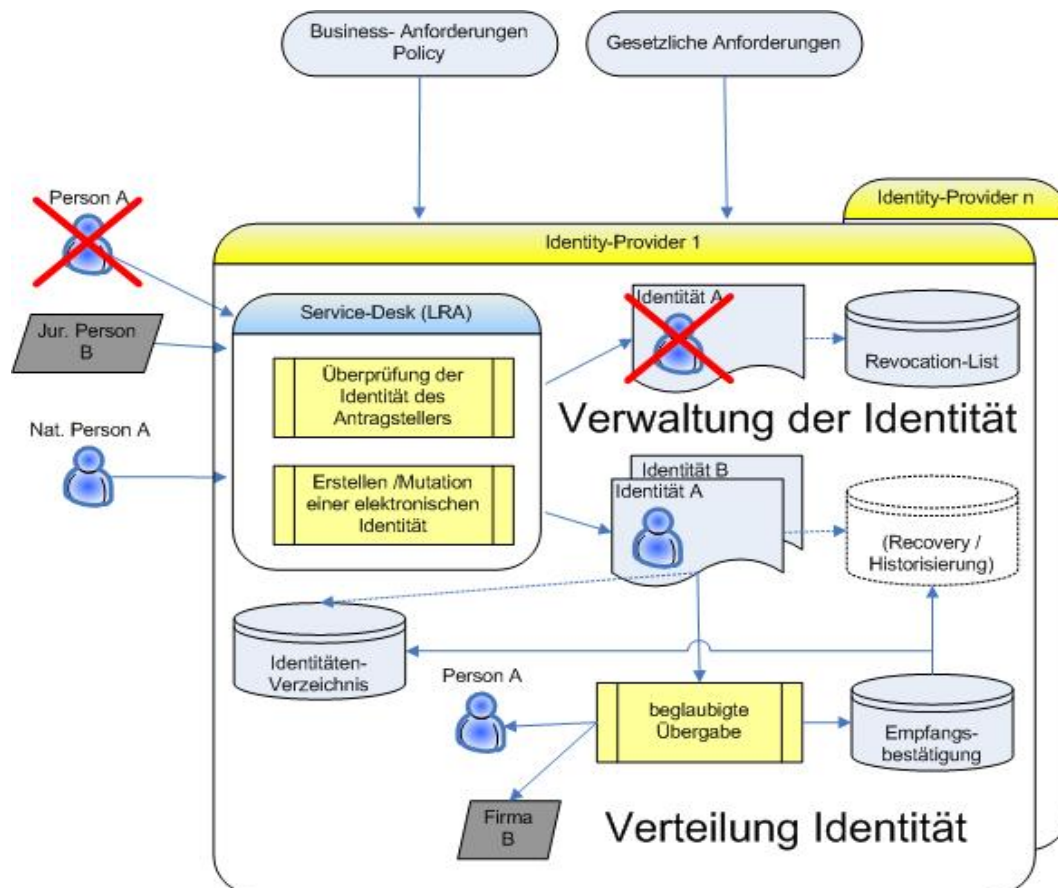 Business- Anforderungen
Policy
Gesetzliche Anforderungen
Person A
Identity-Provider n
Identity-Provider 1
Jur. Person
B
Service-Desk (LRA)
Identität A
Revocation-List
Überprüfung der
Identität des
Antragstellers
Verwaltung der Identität
Nat. Person A
Erstellen /Mutation
einer elektronischen
Identität
Identität B
Identität A
(Recovery /
Historisierung)
Identitäten-
Verzeichnis
Person A
beglaubigte
Übergabe
Empfangs-
bestätigung
Firma
B
Verteilung Identität